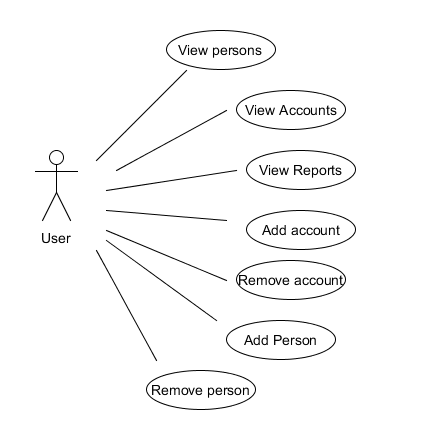 View persons
View Accounts
View Reports
User
Add account
Remove account
Add Person
Remove person